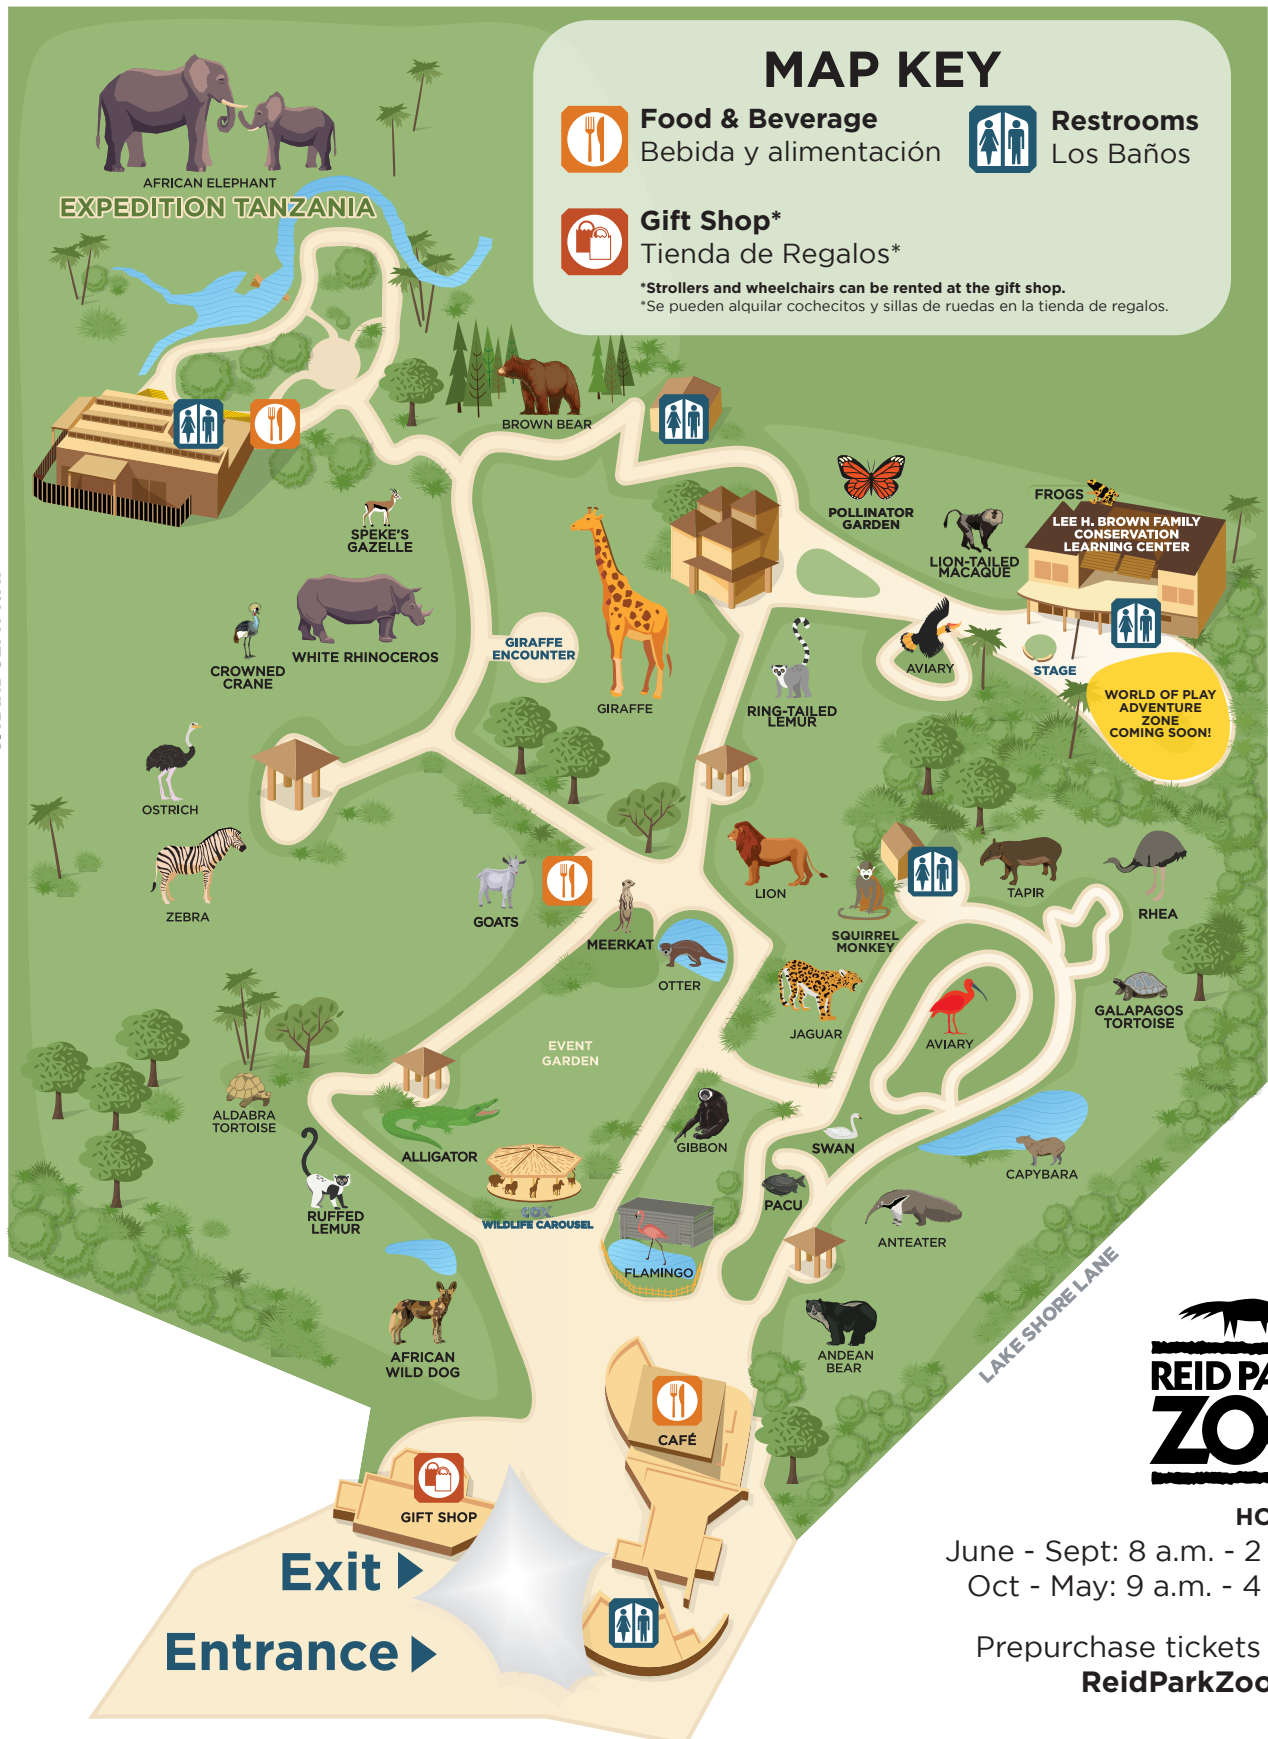 MAP KEY
Food & Beverage
Bebida y alimentación
Restrooms
Los Baños
Gift Shop*
Tienda de Regalos*
*Strollers and wheelchairs can be rented at the gift shop.
*Se pueden alquilar cochecitos y sillas de ruedas en la tienda de regalos.
AFRICAN ELEPHANT
EXPEDITION TANZANIA
BROWN BEAR
SPEKE'S
GAZELLE
POLLINATOR
GARDEN
FROGS
LEE H. BROWN FAMILY
CONSERVATION
LEARNING CENTER
LION-TAILED
MACAQUE
CROWNED
CRANE
WHITE RHINOCEROS
GIRAFFE
ENCOUNTER
GIRAFFE
RING-TAILED
LEMUR
AVIARY
STAGE
WORLD OF PLAY
ADVENTURE
ZONE
COMING SOON!
OSTRICH
ZEBRA
GOATS
MEERKAT
OTTER
LION
SQUIRREL
MONKEY
TAPIR
RHEA
JAGUAR
AVIARY
GALAPAGOS
TORTOISE
EVENT
GARDEN
ALDABRA
TORTOISE
ALLIGATOR
GIBBON
SWAN
CAPYBARA
RUFFED
LEMUR
COX
WILDLIFE CAROUSEL
PACU
ANTEATER
FLAMINGO
AFRICAN
WILD DOG
ANDEAN
BEAR
LAKE SHORE LANE
CAFÉ
GIFT SHOP
Exit
Entrance
REID PA
ZO
HO
June - Sept: 8 a.m. - 2
Oct - May: 9 a.m. - 4
Prepurchase tickets
ReidParkZoo